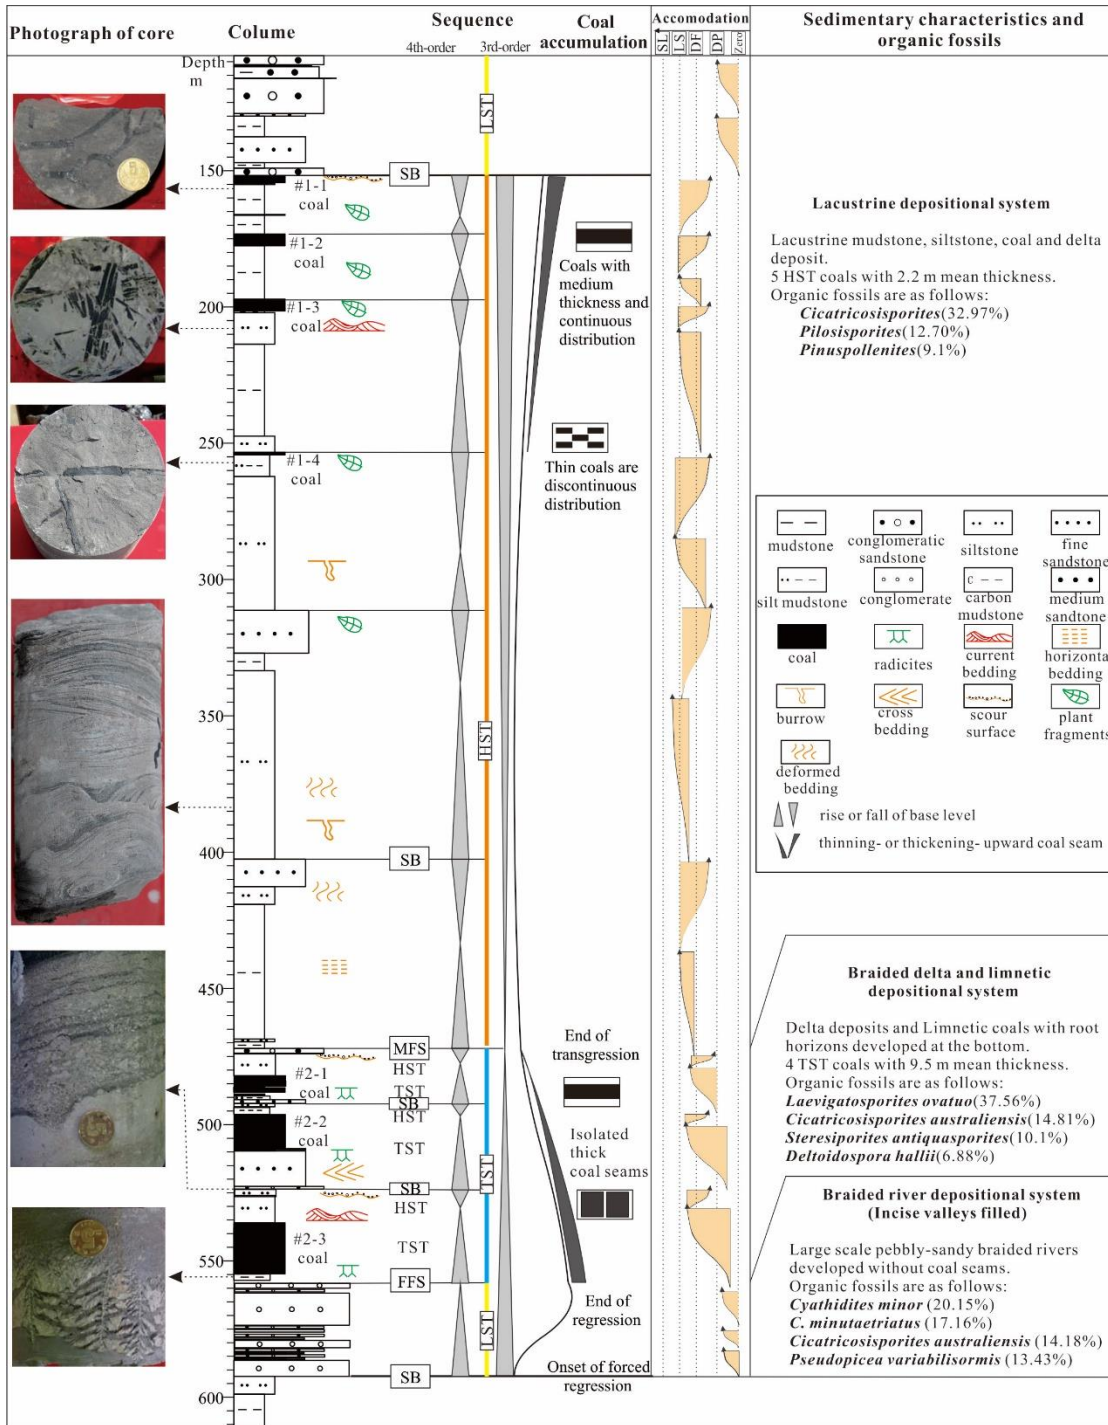 Photograph of core
Colume
Sequence
4th-order
3rd-order
Coal
accumulation
Accomodation
SL
LS
DF
DP
Zero
Sedimentary characteristics and
organic fossils
Depth
m
150
200
250
300
350
400
450
500
550
600
#1-1
coal
#1-2
coal
#1-3
coal
#1-4
coal
#2-1
coal
#2-2
coal
#2-3
coal
SB
SB
MFS
HST
TST
SB
HST
TST
SB
HST
TST
FFS
SB
LST
HST
TST
LST
Coals with
medium
thickness and
continuous
distribution
Thin coals are
discontinuous
distribution
End of
transgression
Isolated
thick
coal seams
End of
regression
Onset of forced
regression
Lacustrine depositional system
Lacustrine mudstone, siltstone, coal and delta
deposit.
5 HST coals with 2.2 m mean thickness.
Organic fossils are as follows:
Cicatricosisporites(32.97%)
Pilosisporites(12.70%)
Pinuspollenites(9.1%)
mudstone
conglomeratic
sandstone
siltstone
fine
sandstone
silt mudstone
conglomerate
C
carbon
mudstone
medium
sandtone
coal
radicites
current
bedding
horizonta
bedding
burrow
cross
bedding
scour
surface
plant
fragments
deformed
bedding
rise or fall of base level
thinning- or thickening- upward coal seam
Braided delta and limnetic
depositional system
Delta deposits and Limnetic coals with root
horizons developed at the bottom.
4 TST coals with 9.5 m mean thickness.
Organic fossils are as follows:
Laevigatosporites ovatuo(37.56%)
Cicatricosisporites australiensis(14.81%)
Steresiporites antiquasporites(10.1%)
Deltoidospora hallii(6.88%)
Braided river depositional system
(Incise valleys filled)
Large scale pebbly-sandy braided rivers
developed without coal seams.
Organic fossils are as follows:
Cyathidites minor (20.15%)
C. minutaetriatus (17.16%)
Cicatricosisporites australiensis (14.18%)
Pseudopicea variabilisormis (13.43%)